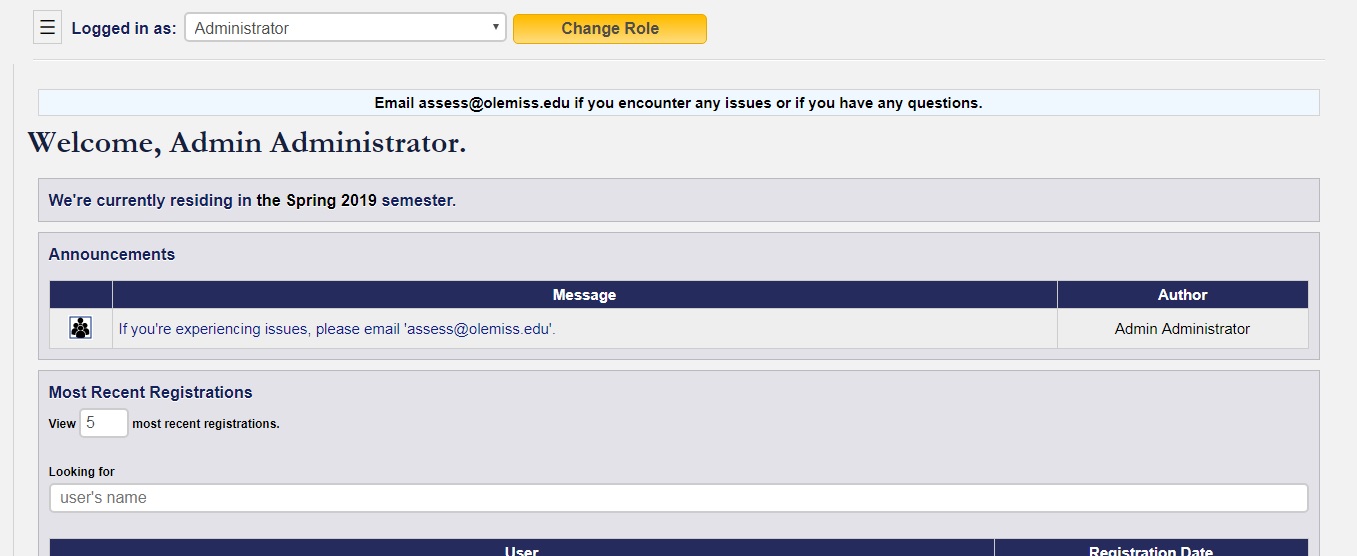 Logged in as: Administrator Change Role
Email assess@olemiss.edu if you encounter any issues or if you have any questions.
Welcome, Admin Administrator.
We're currently residing in the Spring 2019 semester.
Announcements
Message Author
If you're experiencing issues, please email 'assess@olemiss.edu'. Admin Administrator
Most Recent Registrations
View 5 most recent registrations.
Looking for
user's name
User Registration Date